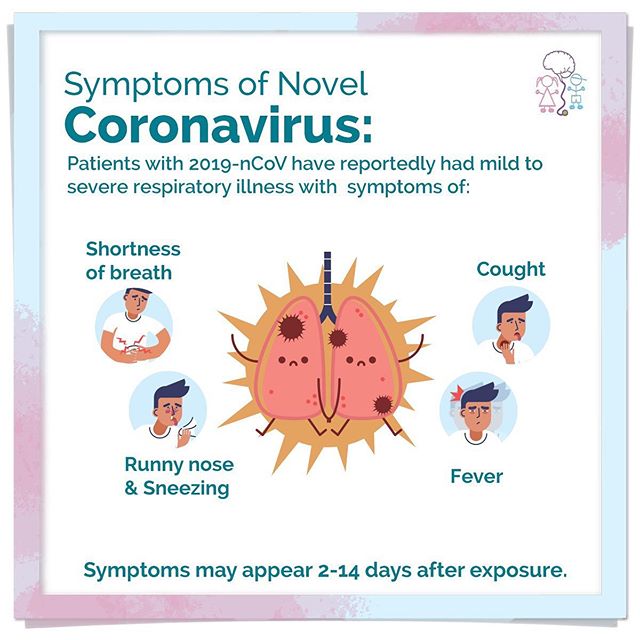 Symptoms of Novel
Coronavirus:
Patients with 2019-nCoV have reportedly had mild to
severe respiratory illness with symptoms of:
Shortness
of breath
Cought
Runny nose
& Sneezing
Fever
Symptoms may appear 2-14 days after exposure.